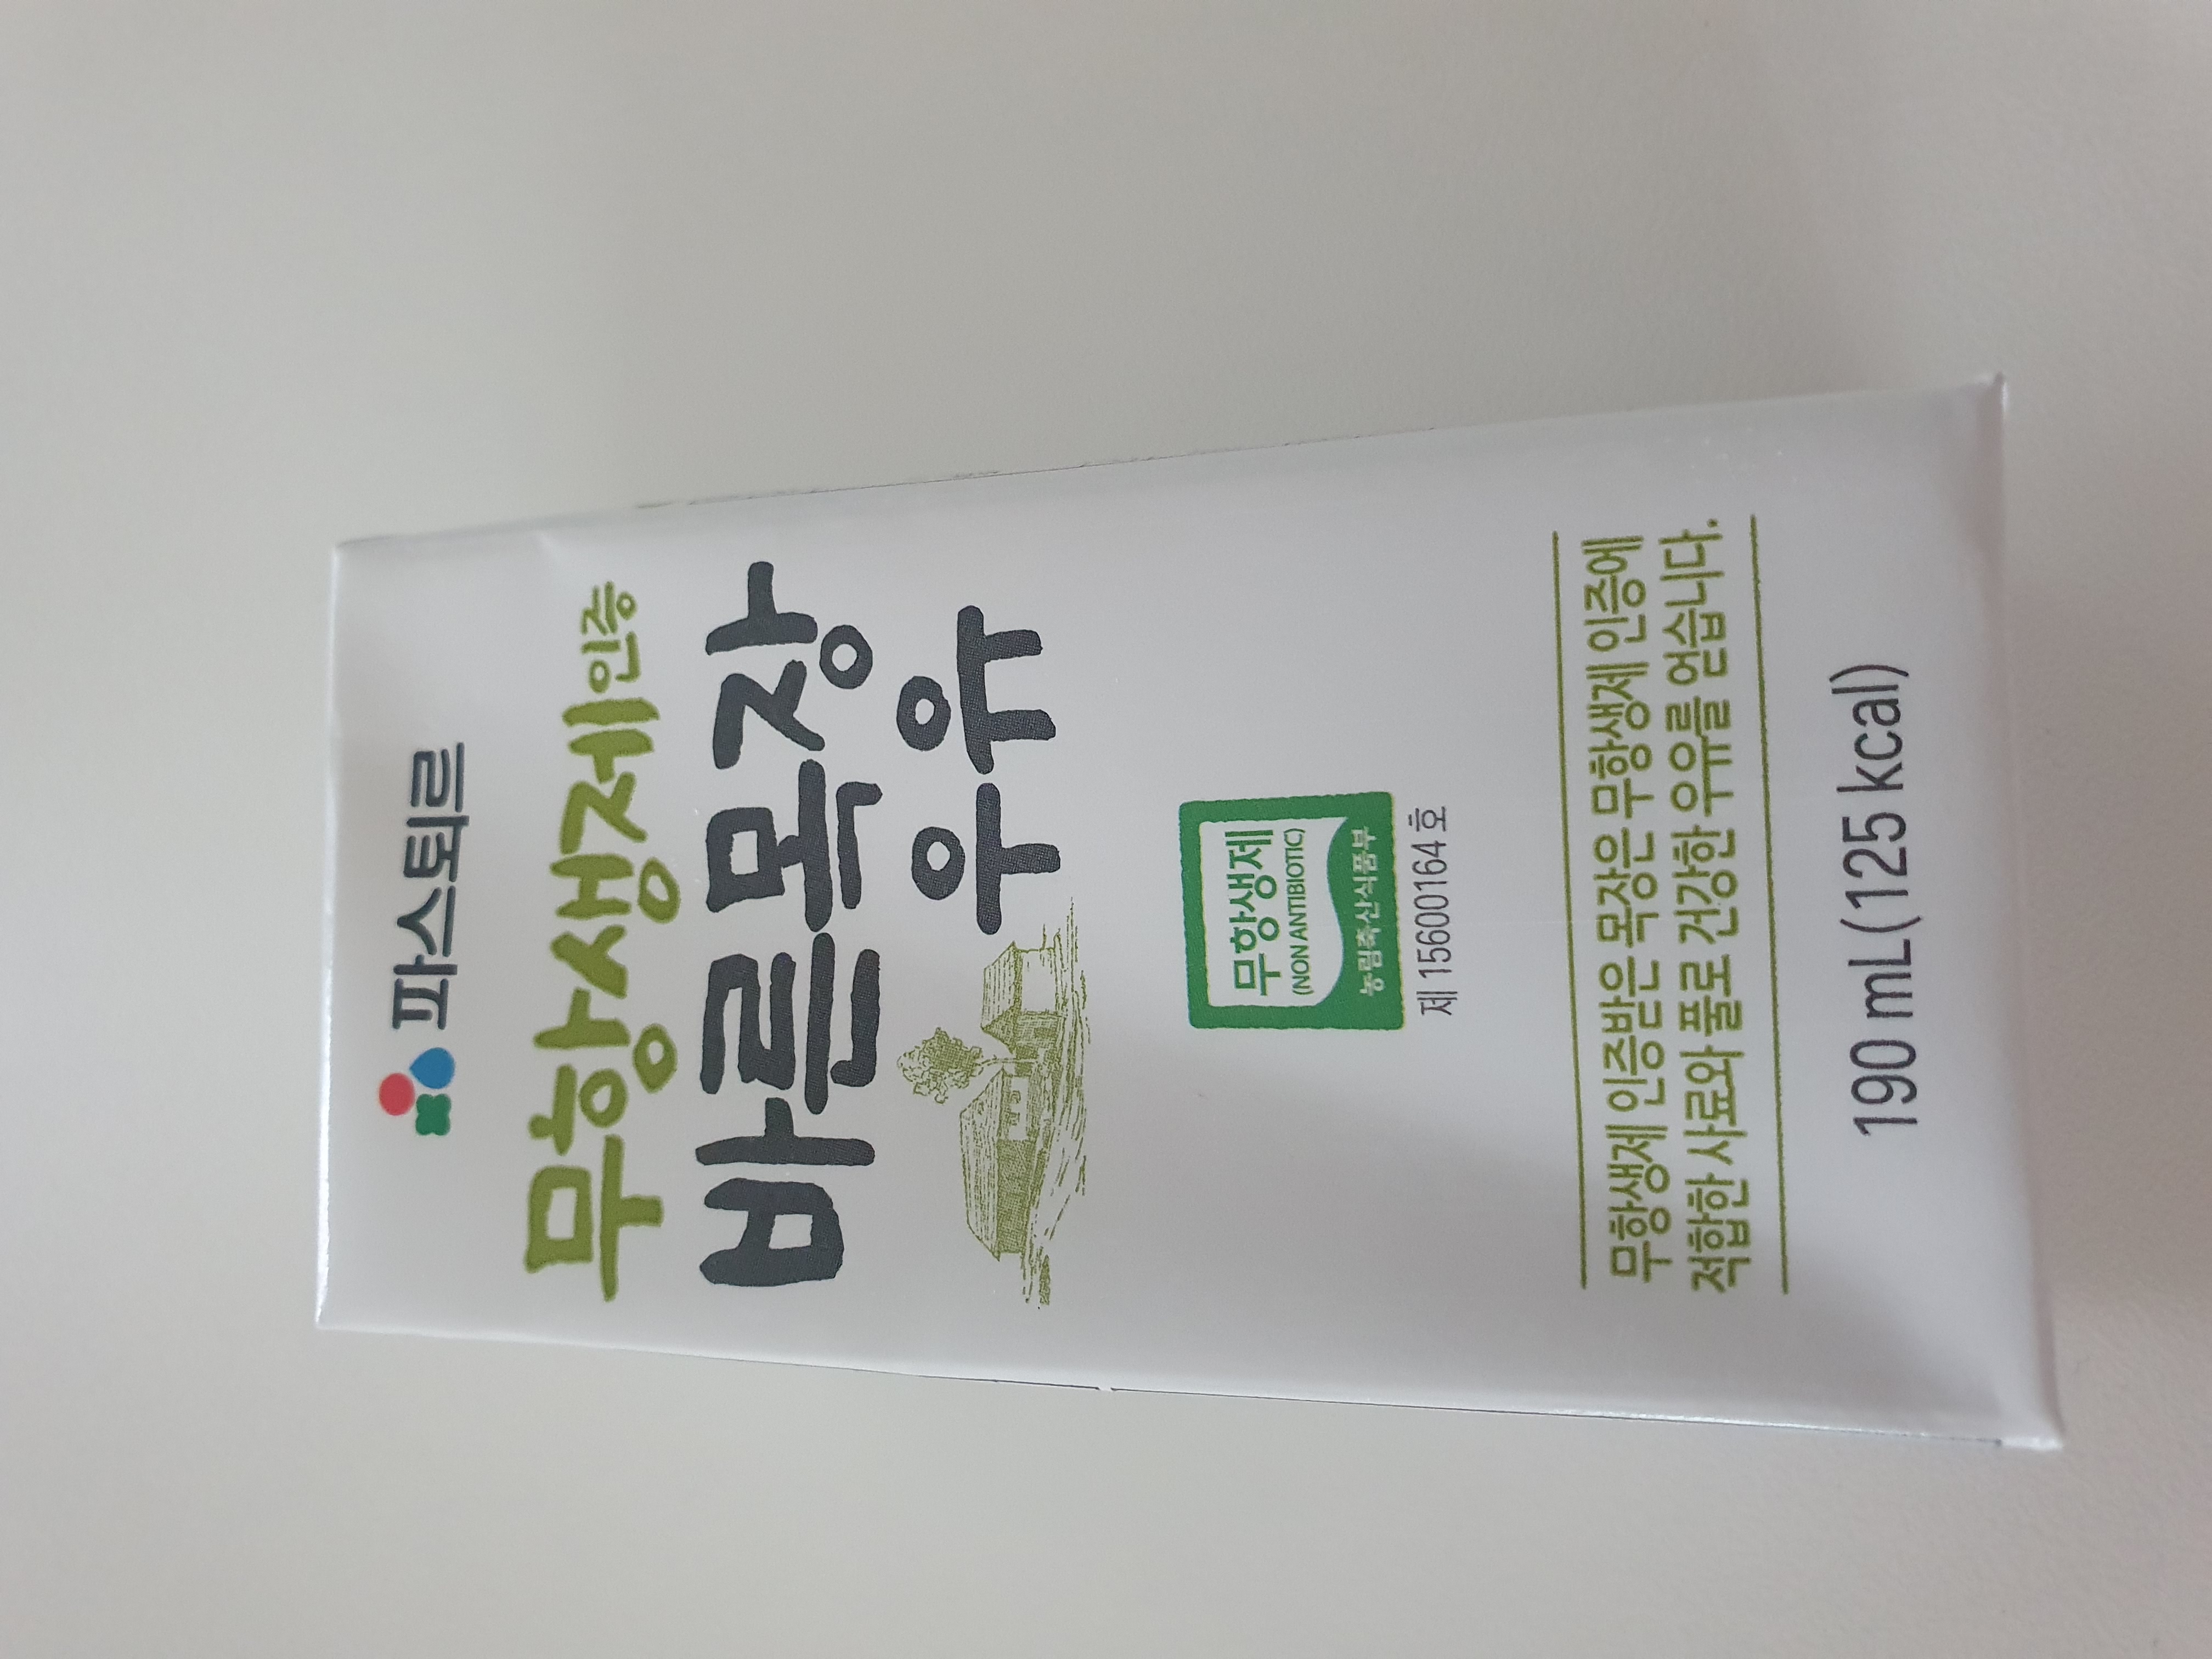 파스퇴르
무항생제인증
바른목장
우유
무항생제
(NON ANTIBIOTIC)
농림축산식품부
제 15600164 호
무항생제 인증받은 목장은 무항생제 인증에
적합한 사료와 풀로 건강한 우유를 얻습니다.
190 mL(125 kcal)